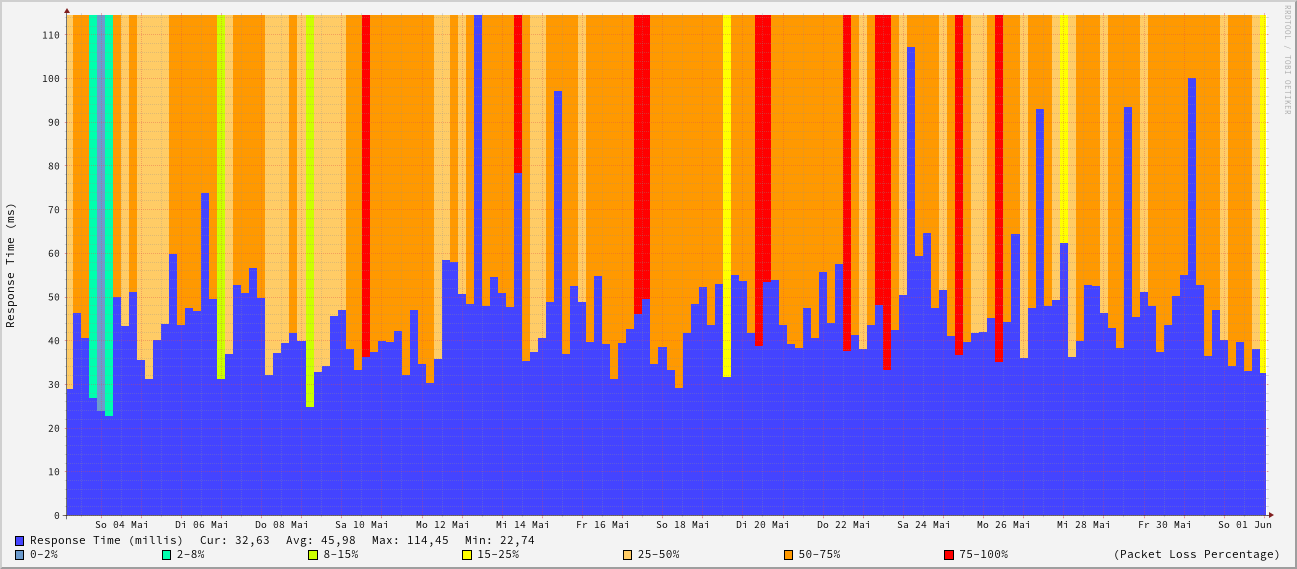 RRDTOOL / TOBI OETIKER
Response Time (ms)
110
100
90
80
70
60
50
40
30
20
10
0
So 04 Mai Di 06 Mai Do 08 Mai Sa 10 Mai Mo 12 Mai Mi 14 Mai Fr 16 Mai So 18 Mai Di 20 Mai Do 22 Mai Sa 24 Mai Mo 26 Mai Mi 28 Mai Fr 30 Mai So 01 Jun
Response Time (millis) Cur: 32,63 Avg: 45,98 Max: 114,45 Min: 22,74
0-2% 2-8% 8-15% 15-25% 25-50% 50-75% 75-100% (Packet Loss Percentage)